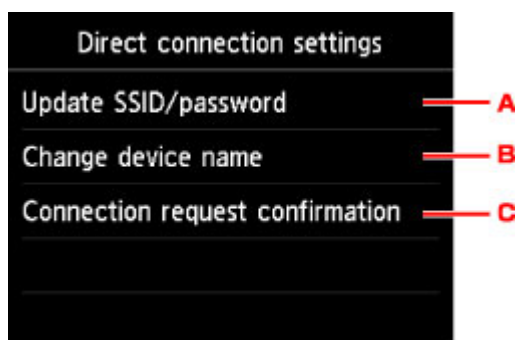 Direct connection settings
Update SSID/password A
Change device name B
Connection request confirmation C